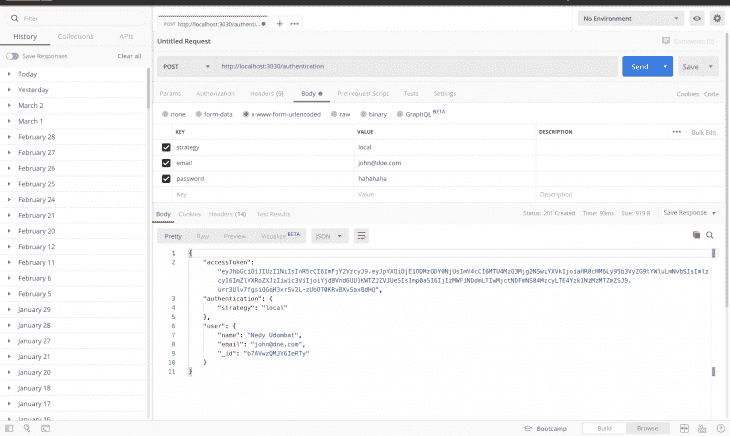 Filter
POST http://localhost:3030/authenti...
No Environment
History Collections APIs
Untitled Request
Comments (0)
Save Responses Clear all
POST http://localhost:3030/authentication Send Save
Today
Yesterday
March 2
March 1
February 28
February 27
February 26
February 25
February 24
February 21
February 20
February 12
February 11
February 6
February 5
January 29
January 28
January 27
January 21
January 20
January 18
January 17
January 16
Params Authorization Headers (9) Body Pre-request Script Tests Settings Cookies Code
none form-data x-www-form-urlencoded raw binary GraphQL BETA
KEY VALUE DESCRIPTION Bulk Edit
strategy local
email john@doe.com
password hahahaha
Key Value Description
Body Cookies Headers (14) Test Results Status: 201 Created Time: 99ms Size: 919 B Save Response
Pretty Raw Preview Visualize BETA JSON
1 {
2 "accessToken":
3 "authentication": {
4 "strategy": "local"
5 },
6 "user": {
7 "name": "Nedy Udombat",
8 "email": "john@doe.com",
9 "_id": "b7AVwzQMJY6IeRTy"
10 }
11 }
Bootcamp Build Browse